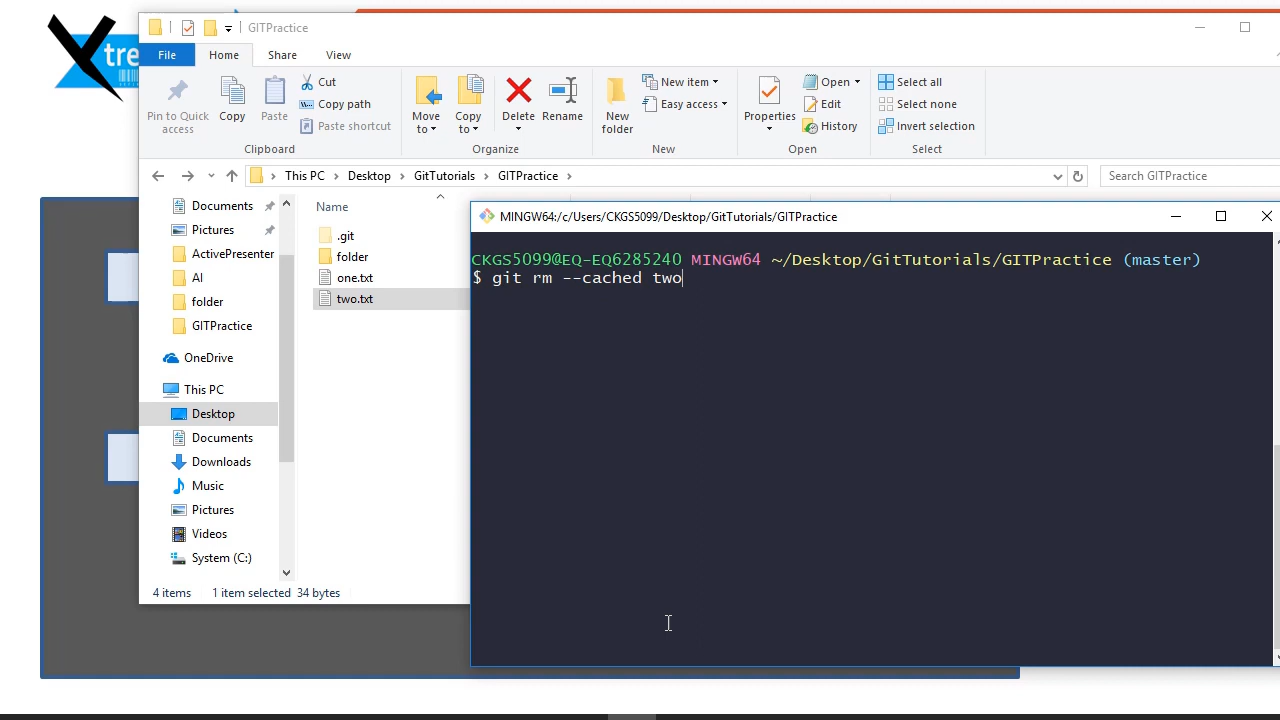 Xtre
GITPractice
File Home Share View
Pin to Quick access
Copy
Paste
Cut
Copy path
Paste shortcut
Clipboard
Move to
Copy to
Delete
Rename
Organize
New folder
New item
Easy access
New
Properties
Open
Edit
History
Open
Select all
Select none
Invert selection
Select
This PC > Desktop > GitTutorials > GITPractice >
Search GITPractice
Documents
Pictures
ActivePresenter
AI
folder
GITPractice
OneDrive
This PC
Desktop
Documents
Downloads
Music
Pictures
Videos
System (C:)
Name
.git
folder
one.txt
two.txt
4 items 1 item selected 34 bytes
MINGW64:/c/Users/CKGS5099/Desktop/GitTutorials/GITPractice
CKGS5099@EQ-EQ6285240 MINGW64 ~/Desktop/GitTutorials/GITPractice (master)
$ git rm --cached two